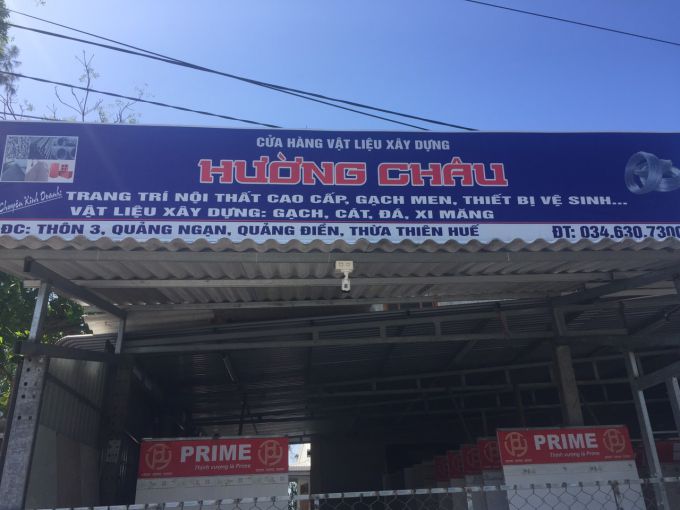 CỬA HÀNG VẬT LIỆU XÂY DỰNG
HƯỜNG CHÂU
Chuyên Kinh Doanh:
TRANG TRÍ NỘI THẤT CAO CẤP, GẠCH MEN, THIẾT BỊ VỆ SINH...
VẬT LIỆU XÂY DỰNG: GẠCH, CÁT, ĐÁ, XI MĂNG
ĐC: THÔN 3, QUẢNG NGẠN, QUẢNG ĐIỀN, THỪA THIÊN HUẾ ĐT: 034.630.7300
PRIME
Thịnh vượng là Prime
PRIME
Thịnh vượng là Prime